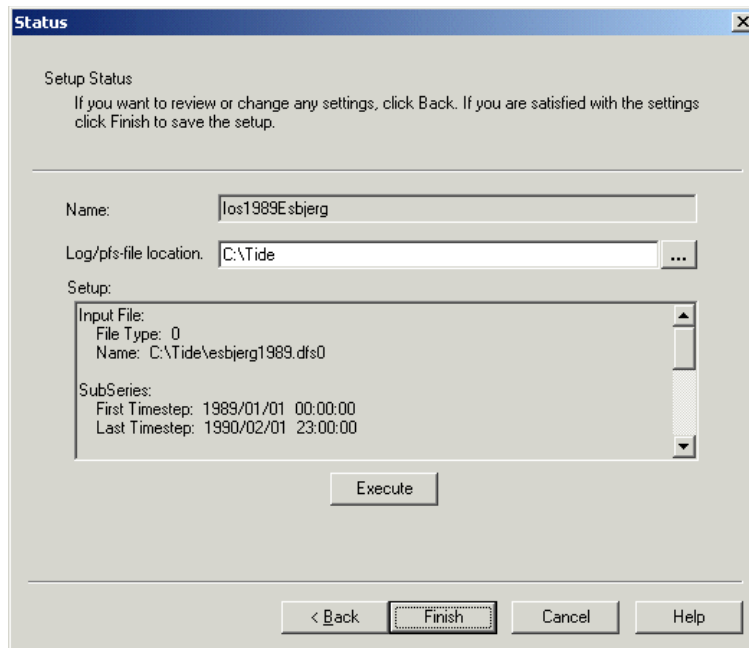 Status
Setup Status
If you want to review or change any settings, click Back. If you are satisfied with the settings
click Finish to save the setup.
Name: Ios1989Esbjerg
Log/pfs-file location. C:\Tide ...
Setup:
Input File:
File Type: 0
Name: C:\Tide\esbjerg1989.dfs0
SubSeries:
First Timestep: 1989/01/01 00:00:00
Last Timestep: 1990/02/01 23:00:00
Execute
< Back Finish Cancel Help